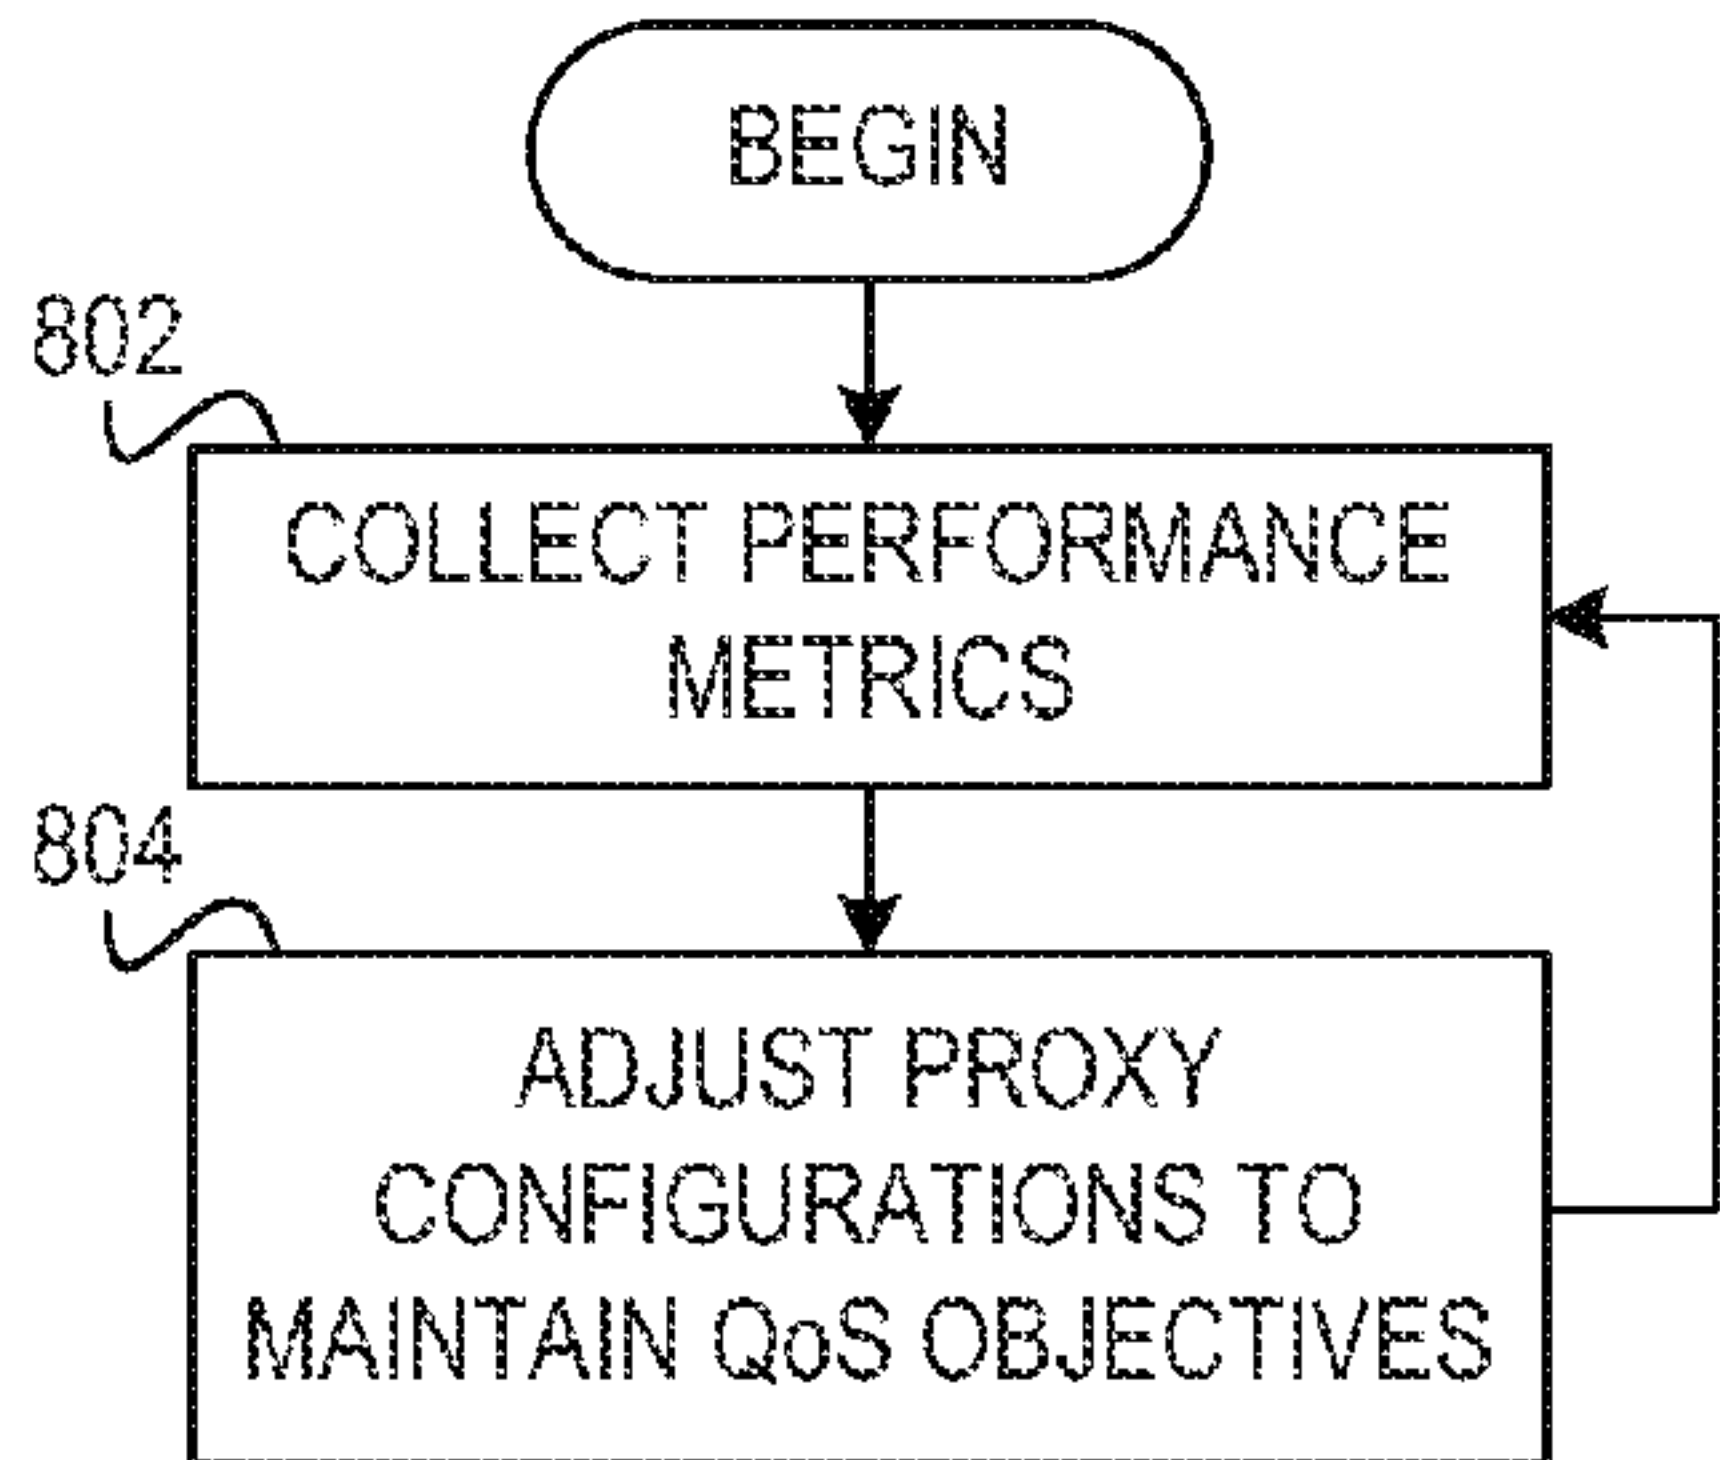 BEGIN
802
COLLECT PERFORMANCE
METRICS
804
ADJUST PROXY
CONFIGURATIONS TO
MAINTAIN QoS OBJECTIVES